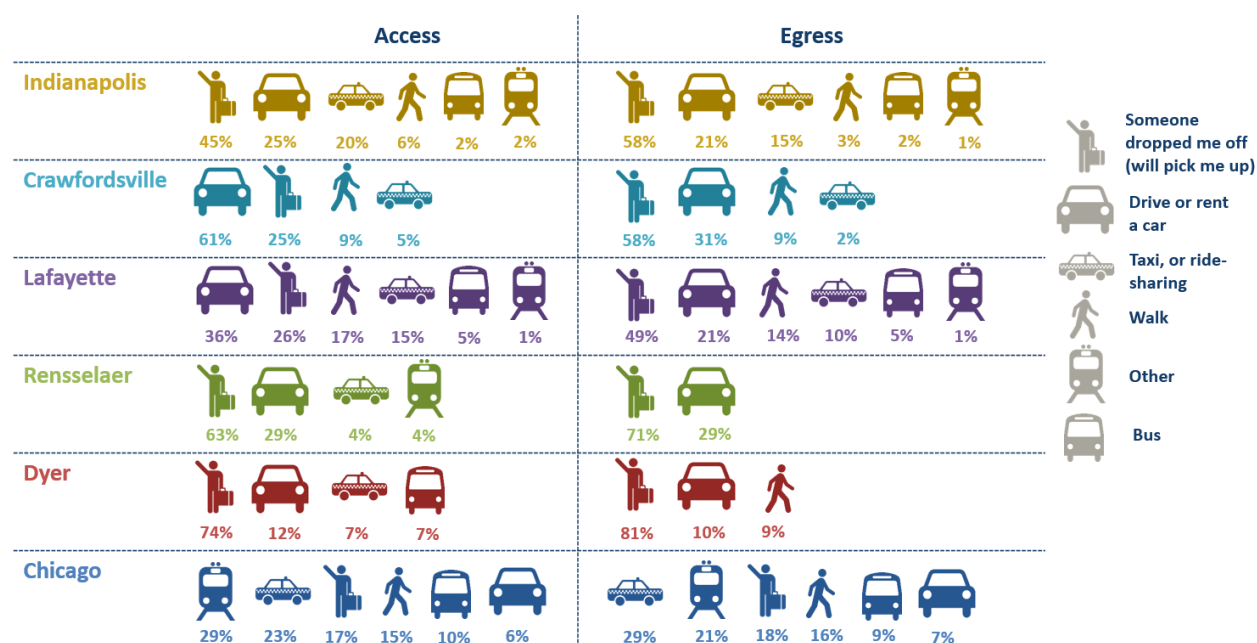 Access Egress
Indianapolis
45% 25% 20% 6% 2% 2% 58% 21% 15% 3% 2% 1%
Crawfordsville
61% 25% 9% 5% 58% 31% 9% 2%
Lafayette
36% 26% 17% 15% 5% 1% 49% 21% 14% 10% 5% 1%
Rensselaer
63% 29% 4% 4% 71% 29%
Dyer
74% 12% 7% 7% 81% 10% 9%
Chicago
29% 23% 17% 15% 10% 6% 29% 21% 18% 16% 9% 7%
Someone
dropped me off
(will pick me up)
Drive or rent
a car
Taxi, or ride-
sharing
Walk
Other
Bus